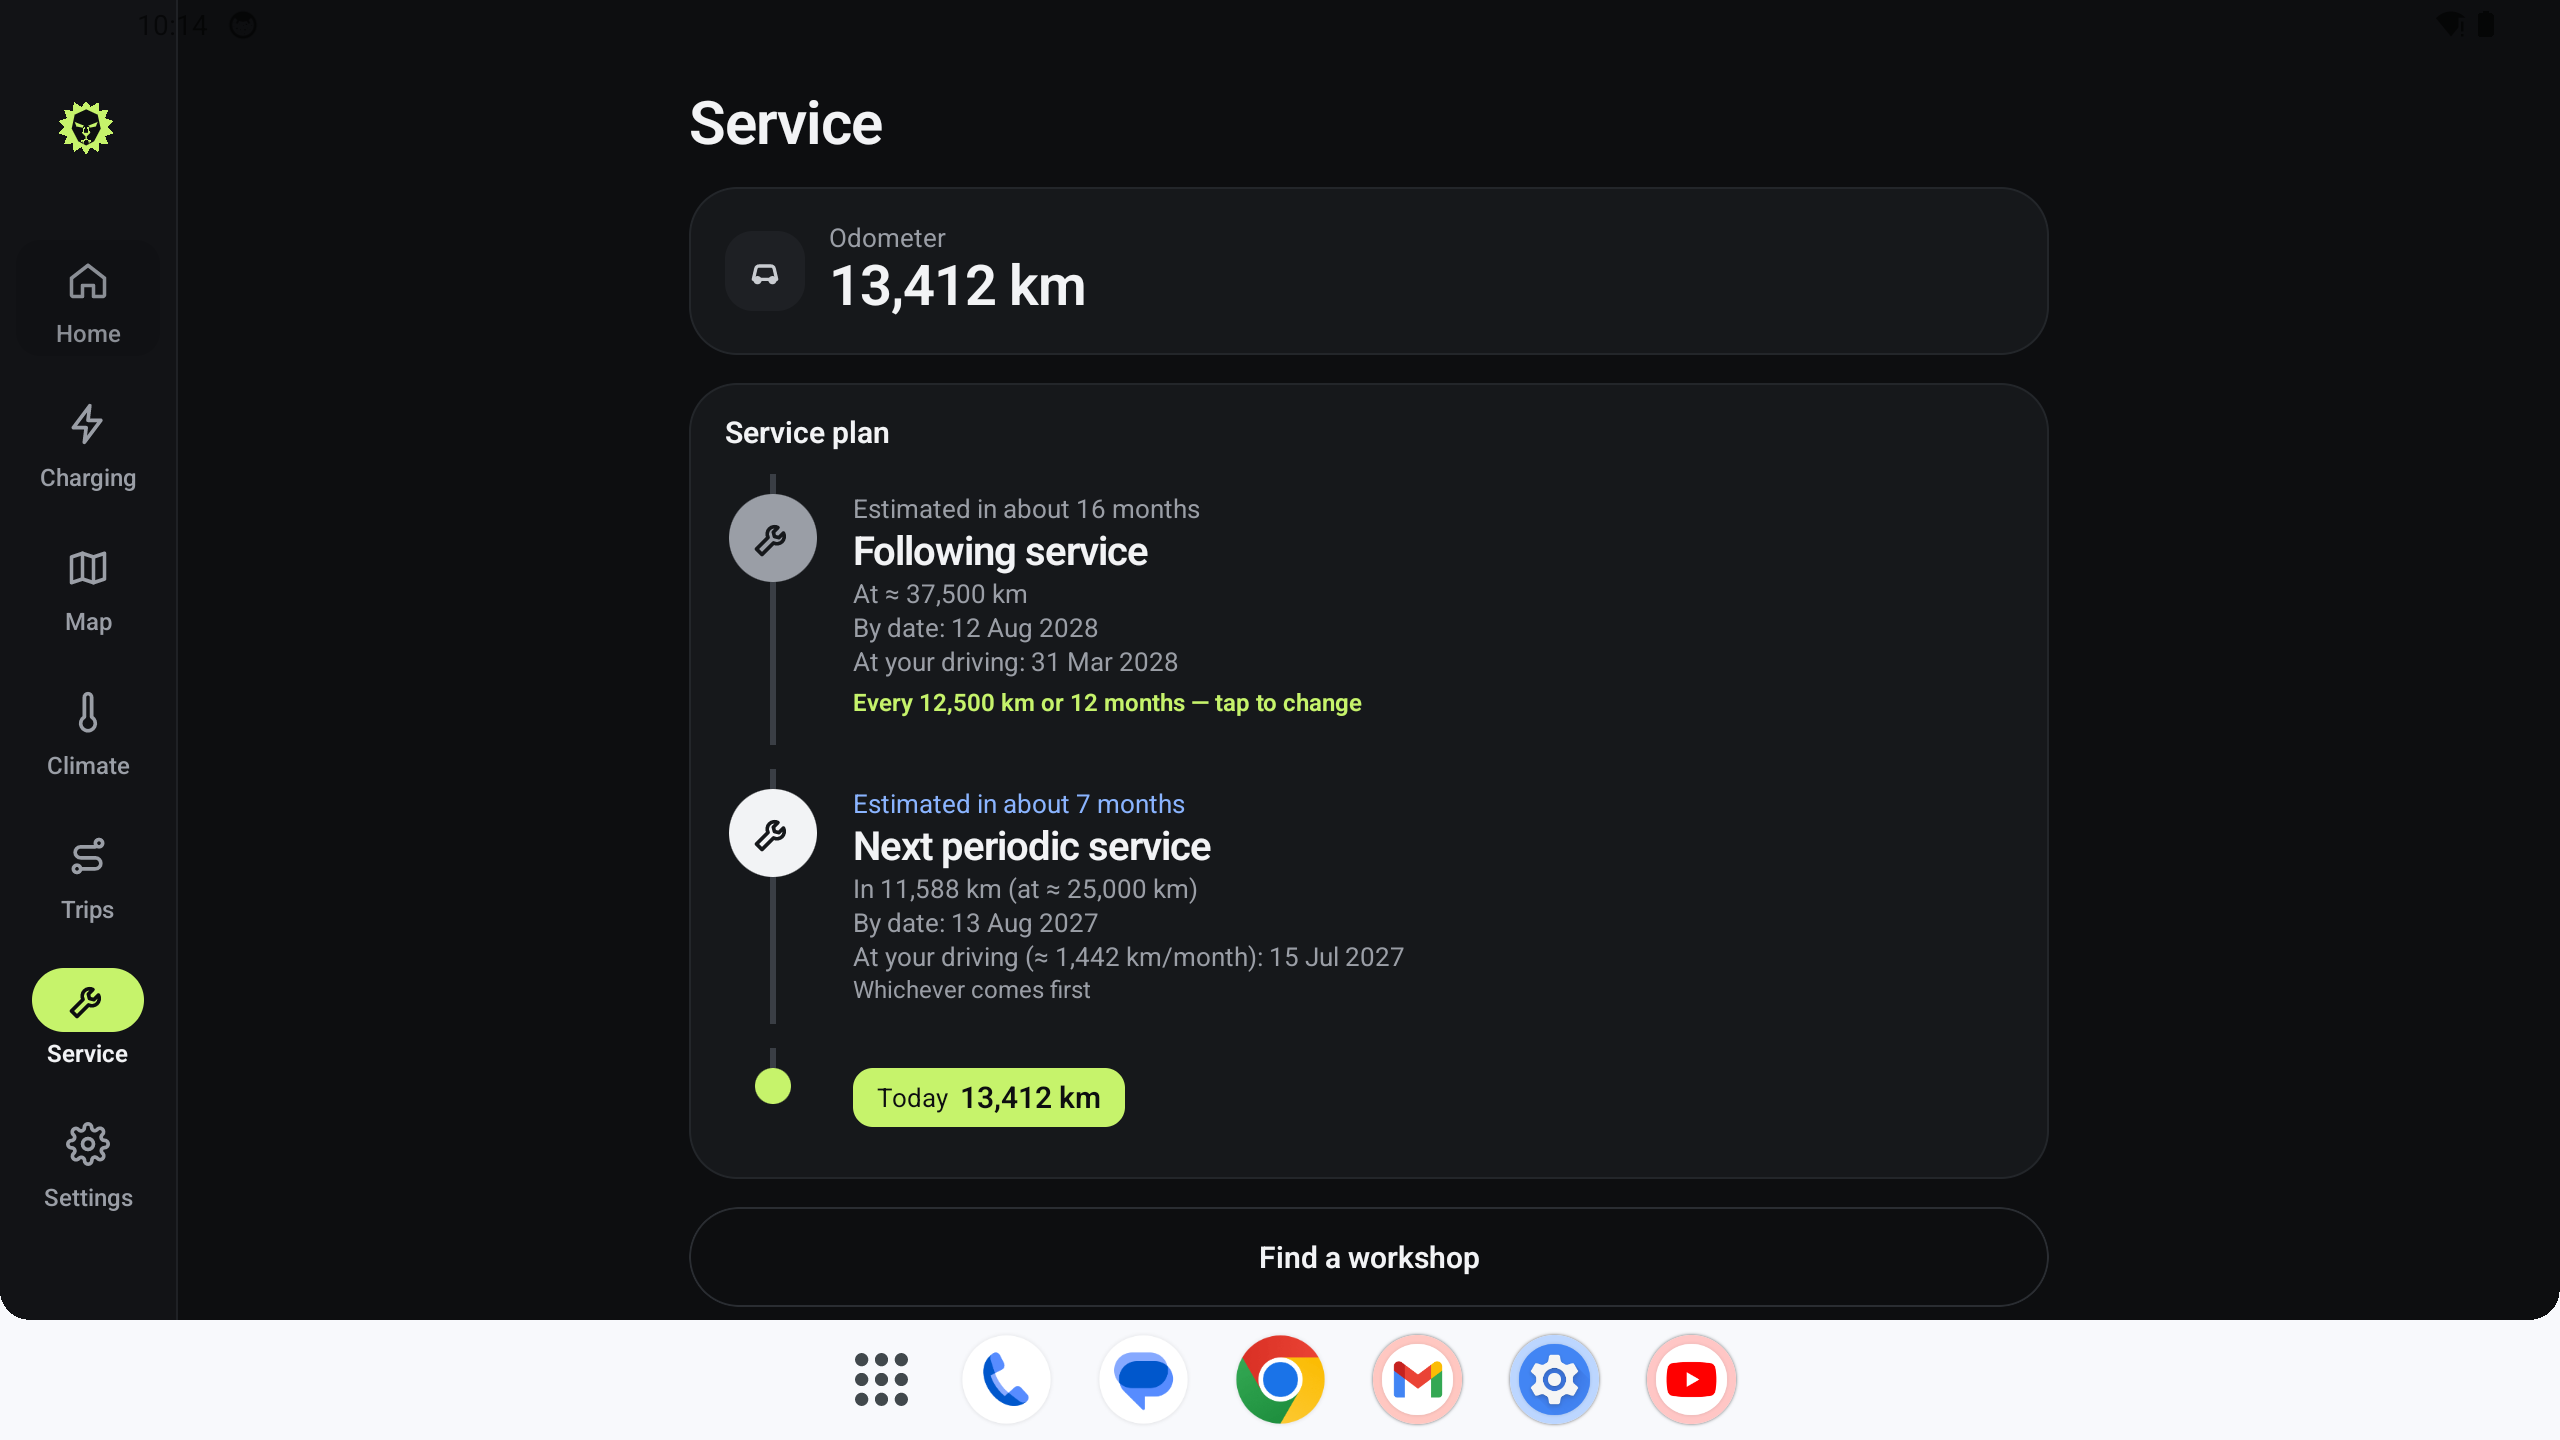 10:14
Service
Odometer
13,412 km
Service plan
Estimated in about 16 months
Following service
At ≈ 37,500 km
By date: 12 Aug 2028
At your driving: 31 Mar 2028
Every 12,500 km or 12 months — tap to change
Estimated in about 7 months
Next periodic service
In 11,588 km (at ≈ 25,000 km)
By date: 13 Aug 2027
At your driving (≈ 1,442 km/month): 15 Jul 2027
Whichever comes first
Today 13,412 km
Find a workshop
Home
Charging
Map
Climate
Trips
Service
Settings